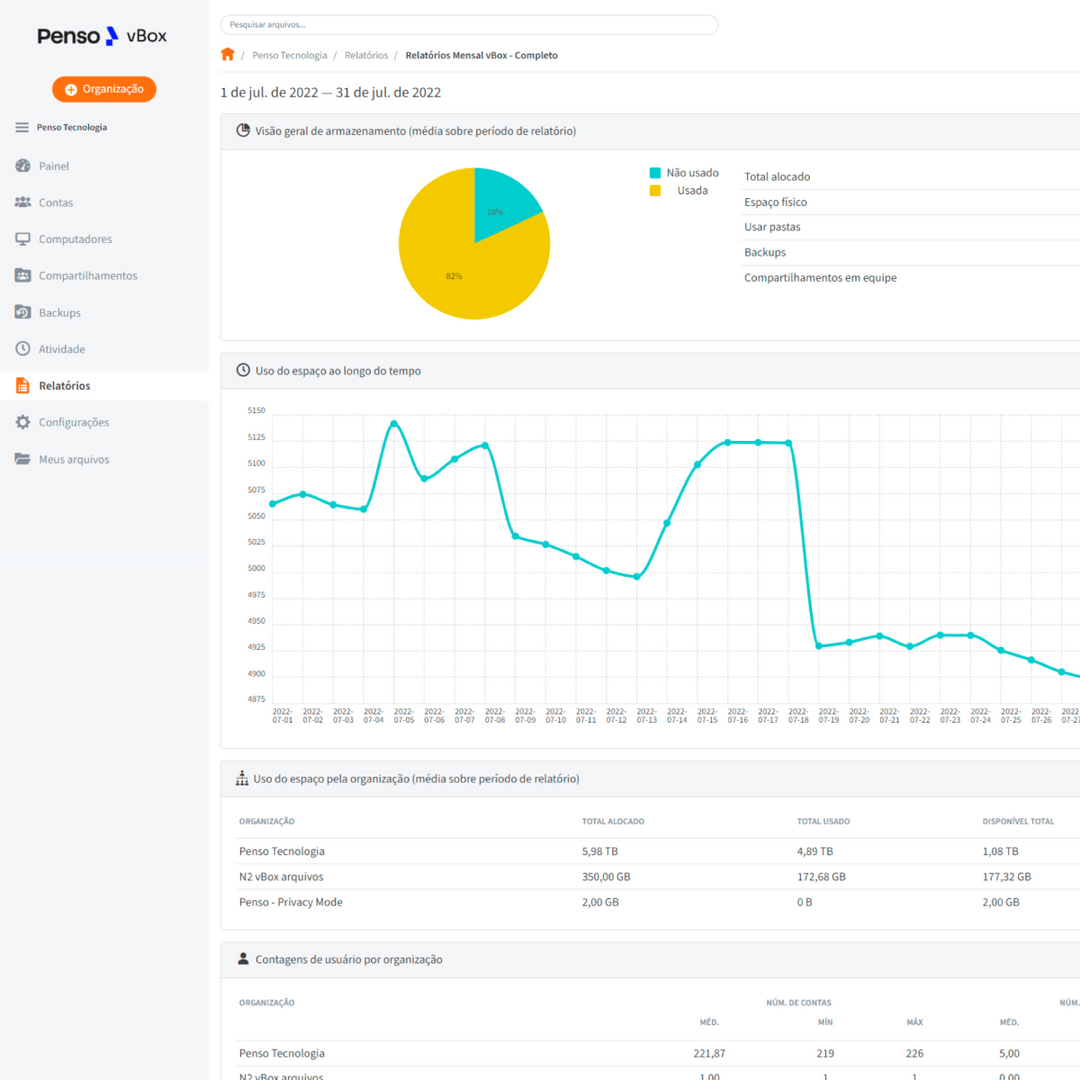 Penso vBox
Pesquisar arquivos...
/ Penso Tecnologia / Relatórios / Relatórios Mensal vBox - Completo
Organização
Penso Tecnologia
Painel
Contas
Computadores
Compartilhamentos
Backups
Atividade
Relatórios
Configurações
Meus arquivos
1 de jul. de 2022 — 31 de jul. de 2022
Visão geral de armazenamento (média sobre período de relatório)
18%
82%
Não usado
Usada
Total alocado
Espaço físico
Usar pastas
Backups
Compartilhamentos em equipe
Uso do espaço ao longo do tempo
5150
5125
5100
5075
5050
5025
5000
4975
4950
4925
4900
4875
2022-07-01
2022-07-02
2022-07-03
2022-07-04
2022-07-05
2022-07-06
2022-07-07
2022-07-08
2022-07-09
2022-07-10
2022-07-11
2022-07-12
2022-07-13
2022-07-14
2022-07-15
2022-07-16
2022-07-17
2022-07-18
2022-07-19
2022-07-20
2022-07-21
2022-07-22
2022-07-23
2022-07-24
2022-07-25
2022-07-26
2022-07-27
Uso do espaço pela organização (média sobre período de relatório)
ORGANIZAÇÃO TOTAL ALOCADO TOTAL USADO DISPONÍVEL TOTAL
Penso Tecnologia 5,98 TB 4,89 TB 1,08 TB
N2 vBox arquivos 350,00 GB 172,68 GB 177,32 GB
Penso - Privacy Mode 2,00 GB 0 B 2,00 GB
Contagens de usuário por organização
ORGANIZAÇÃO NÚM. DE CONTAS NÚM.
MÉD. MÍN MÁX MÉD.
Penso Tecnologia 221,87 219 226 5,00
N2 vBox arquivos 1,00 1 1 0,00